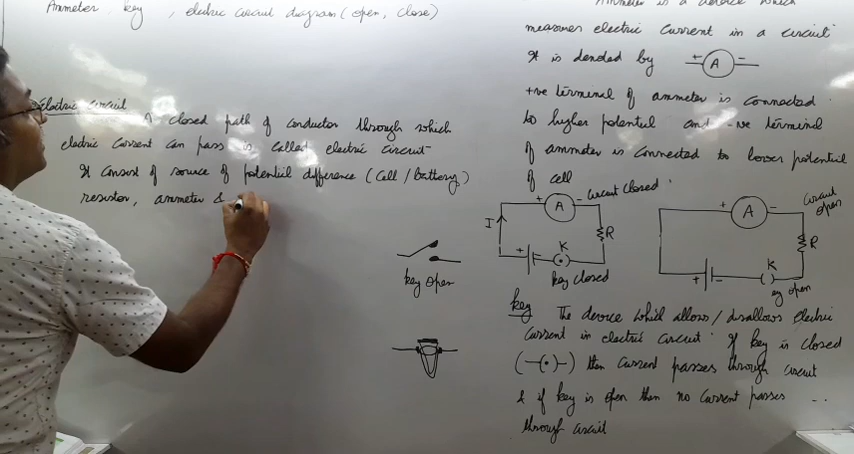 Ammeter, key, electric circuit diagram (open, close)
Electric circuit A closed path of conductor through which
electric current can pass is called electric circuit
It consist of source of potential difference (Cell / battery)
resistor, ammeter &
key open
Ammeter is a device which
measures electric current in a circuit
It is denoted by + A -
+ve terminal of ammeter is connected
to higher potential and -ve terminal
of ammeter is connected to lower potential
of cell
circuit closed
+ A -
I
R
+ K
key closed
circuit open
+ A -
R
+ - K
open
key The device which allows / disallows electric
current in electric circuit. If key is closed
(-(•)-) then current passes through circuit
& if key is open then no current passes
through circuit